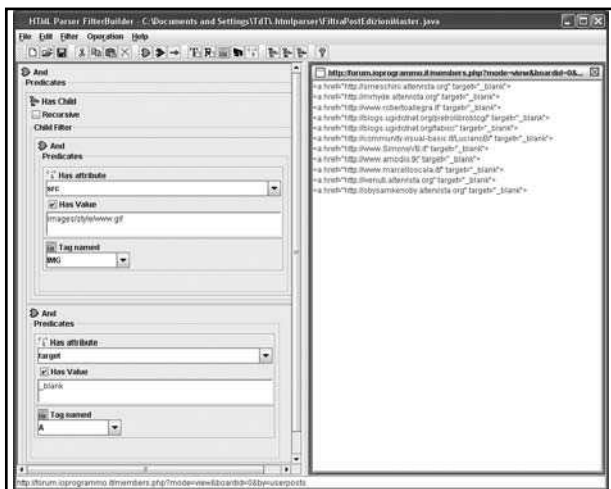 HTML Parser FilterBuilder - C:\Documents and Settings\TdT\.htmlparser\FiltraPostEdizioniMaster.java
File Edit Filter Operation Help
And
Predicates
Has Child
Recursive
Child Filter
And
Predicates
Has attribute
src
Has Value
images/style/www.gif
Tag named
IMG
And
Predicates
Has attribute
target
Has Value
_blank
Tag named
A
http://forum.ioprogrammo.it/members.php?mode=view&boardid=0&...
<a href="http://simeschini.altervista.org" target="_blank">
<a href="http://mrhyde.altervista.org" target="_blank">
<a href="http://www.robertoallegra.it" target="_blank">
<a href="http://blogs.ugidotnet.org/pietrolibroblog/" target="_blank">
<a href="http://blogs.ugidotnet.org/fabioc" target="_blank">
<a href="http://community.visual-basic.it/LucianoB/" target="_blank">
<a href="http://www.SimoneVB.it" target="_blank">
<a href="http://www.amodio.tk" target="_blank">
<a href="http://www.marcelloscala.it" target="_blank">
<a href="http://venuti.altervista.org" target="_blank">
<a href="http://obysamkenoby.altervista.org" target="_blank">
http://forum.ioprogrammo.it/members.php?mode=view&boardid=0&by=userposts